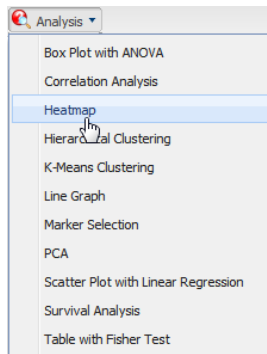 Analysis
Box Plot with ANOVA
Correlation Analysis
Heatmap
Hierarchical Clustering
K-Means Clustering
Line Graph
Marker Selection
PCA
Scatter Plot with Linear Regression
Survival Analysis
Table with Fisher Test